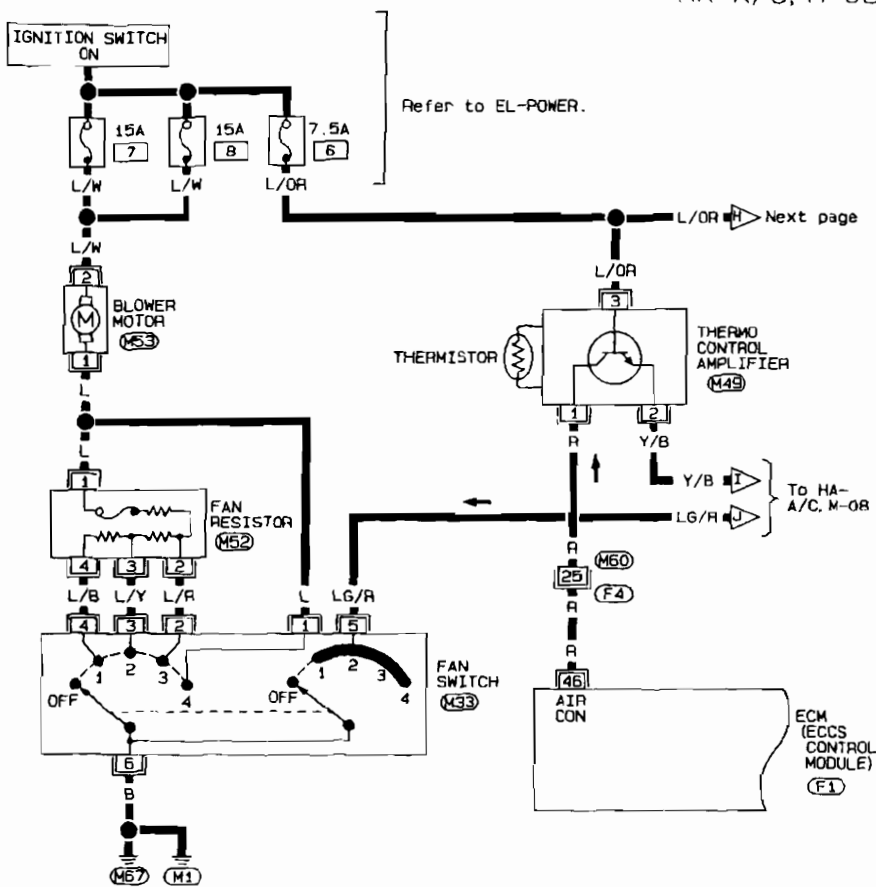 IGNITION SWITCH
ON
Refer to EL-POWER.
15A
7
15A
8
7.5A
6
L/W
L/W
L/OR
L/OR
H
Next page
L/W
L/OR
2
3
BLOWER
MOTOR
M53
M
1
THERMISTOR
THERMO
CONTROL
AMPLIFIER
M49
1
2
L
R
Y/B
L
Y/B
I
To HA-
A/C, M-08
LG/R
J
1
FAN
RESISTOR
M52
4
3
2
R
M60
25
F4
L/B
L/Y
L/R
L
LG/R
R
4
3
2
1
5
R
1
2
3
4
OFF
OFF
1
2
3
4
FAN
SWITCH
M33
46
AIR
CON
ECM
(ECCS
CONTROL
MODULE)
F1
6
B
M67
M1